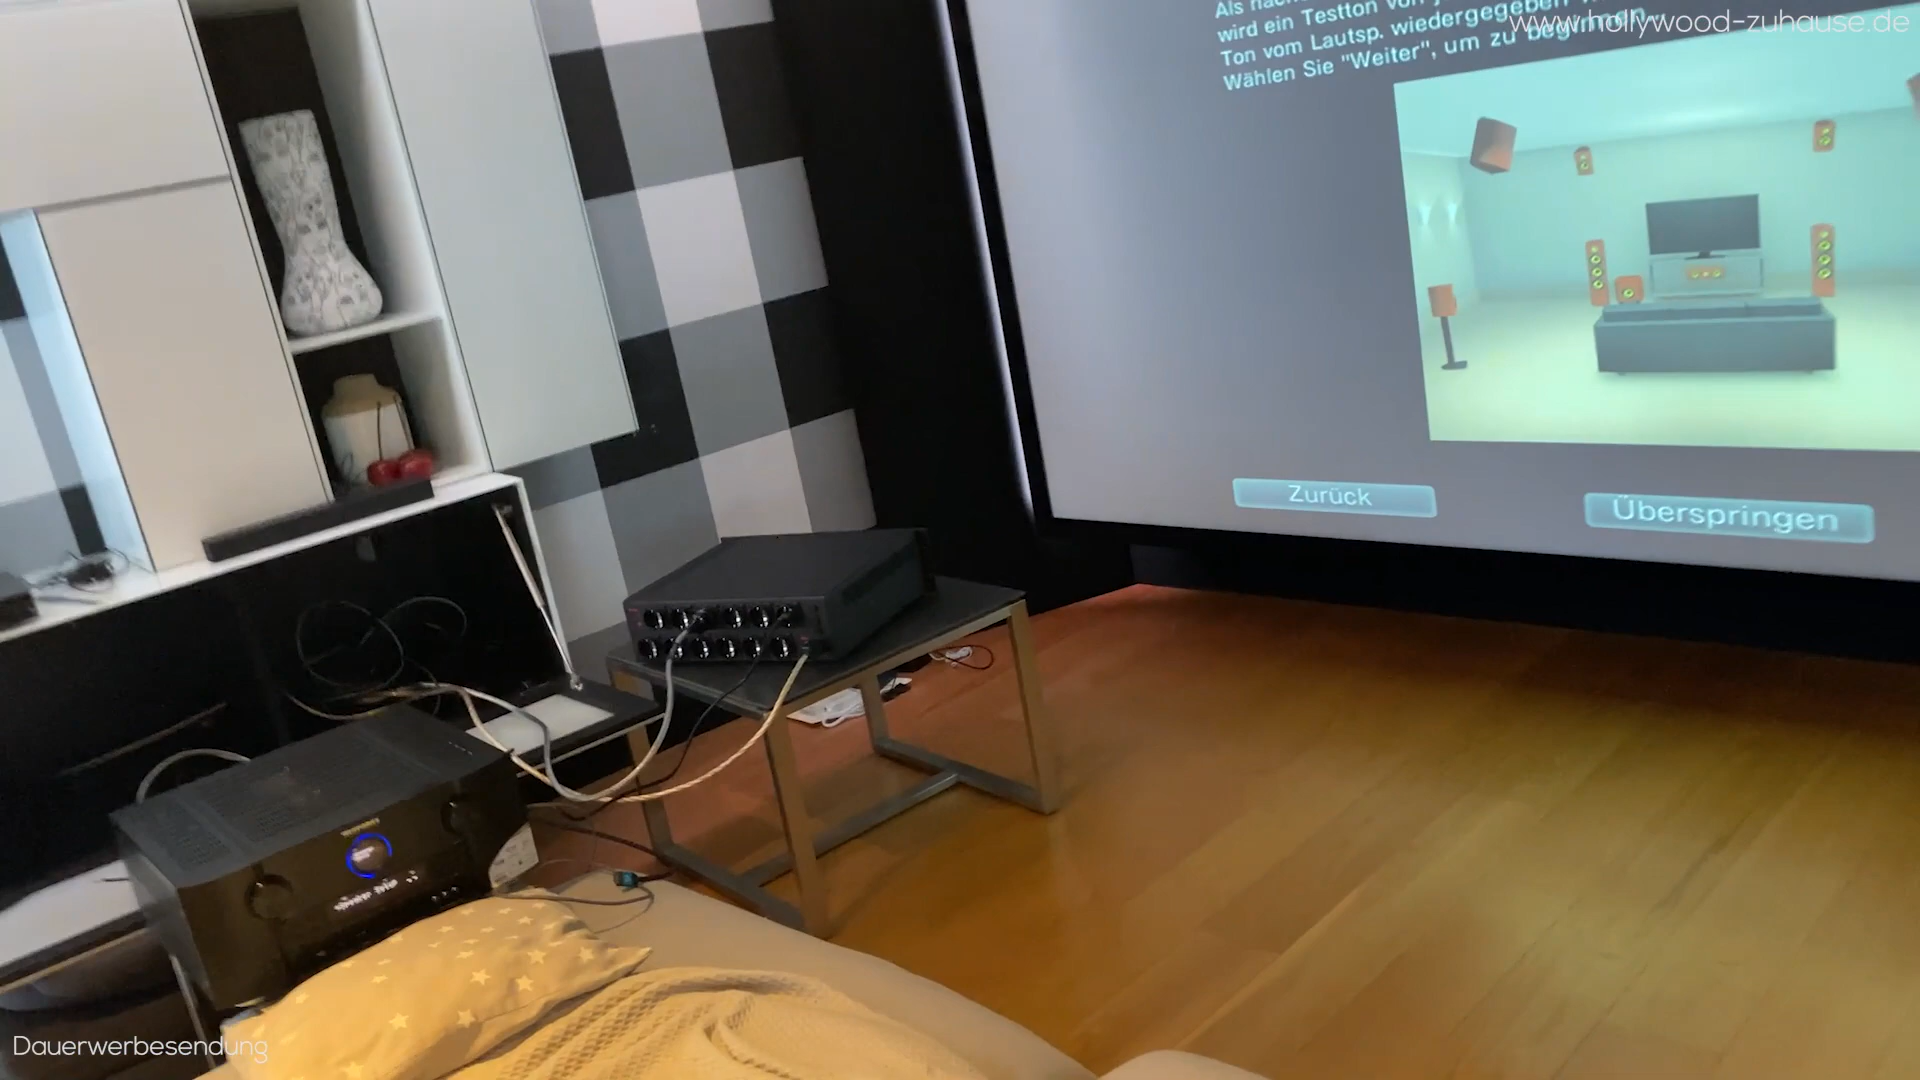 Als
www.hollywood-zuhause.de
wird ein Testton von
Ton vom Lautsp. wiedergegeben
Wählen Sie "Weiter", um zu beginnen.
Zurück
Überspringen
Dauerwerbesendung